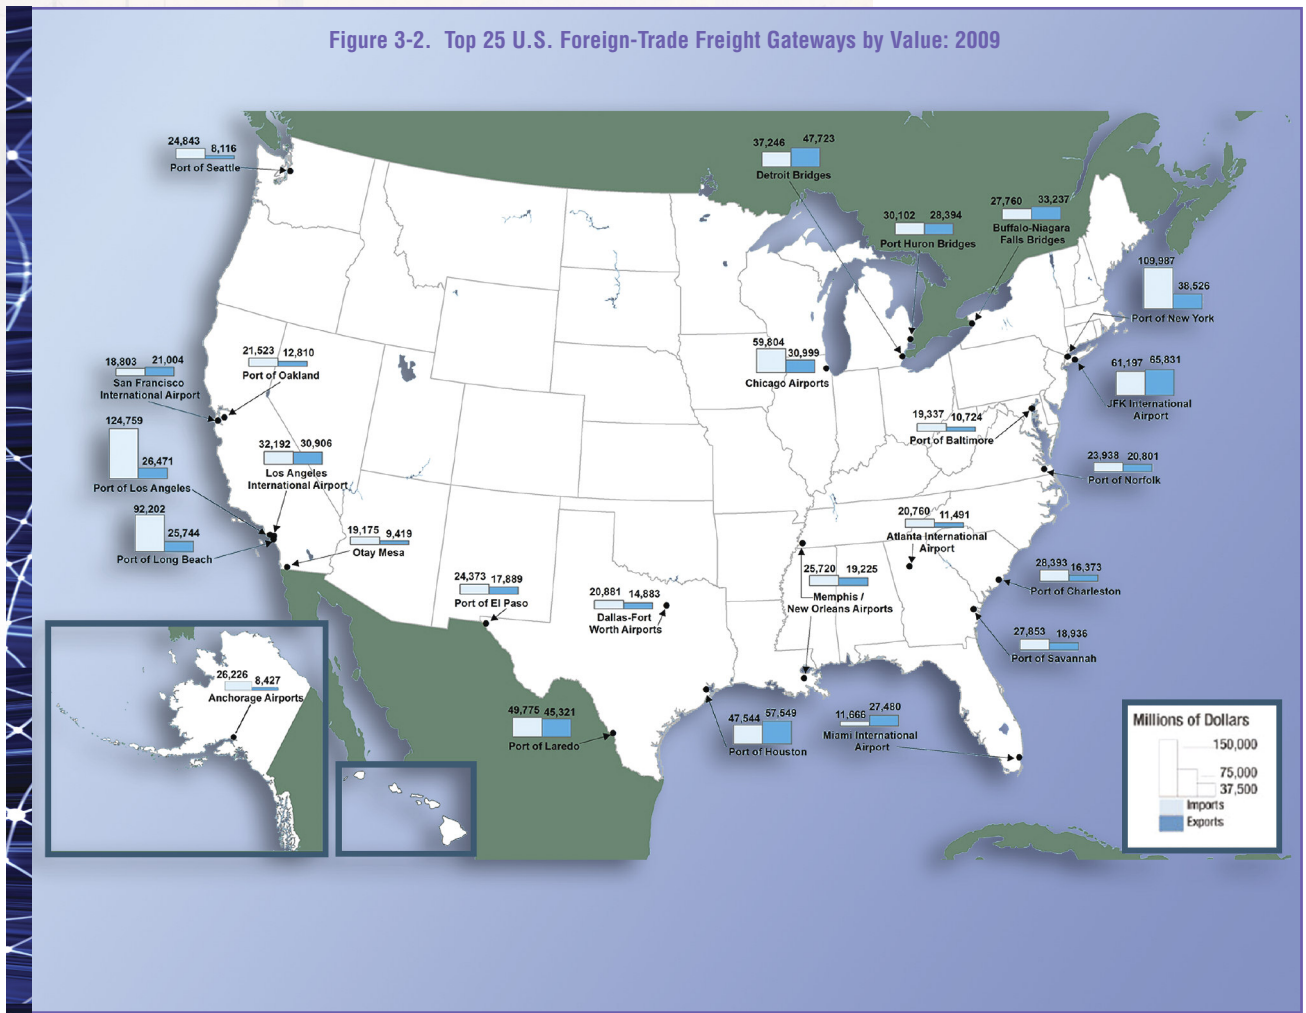 Figure 3-2. Top 25 U.S. Foreign-Trade Freight Gateways by Value: 2009
24,843 8,116
Port of Seattle
37,246 47,723
Detroit Bridges
30,102 28,394
Port Huron Bridges
27,760 33,237
Buffalo-Niagara
Falls Bridges
109,987
38,526
Port of New York
18,803 21,004
San Francisco
International Airport
21,523 12,810
Port of Oakland
59,804
30,999
Chicago Airports
61,197 65,831
JFK International
Airport
124,759
26,471
Port of Los Angeles
32,192 30,906
Los Angeles
International Airport
19,337 10,724
Port of Baltimore
23,938 20,801
Port of Norfolk
92,202
25,744
Port of Long Beach
19,175 9,419
Otay Mesa
20,760 11,491
Atlanta International
Airport
24,373 17,889
Port of El Paso
20,881 14,883
Dallas-Fort
Worth Airports
25,720 19,225
Memphis /
New Orleans Airports
28,393 16,373
Port of Charleston
27,853 18,936
Port of Savannah
26,226 8,427
Anchorage Airports
49,775 45,321
Port of Laredo
47,544 57,549
Port of Houston
11,666 27,480
Miami International
Airport
Millions of Dollars
150,000
75,000
37,500
Imports
Exports